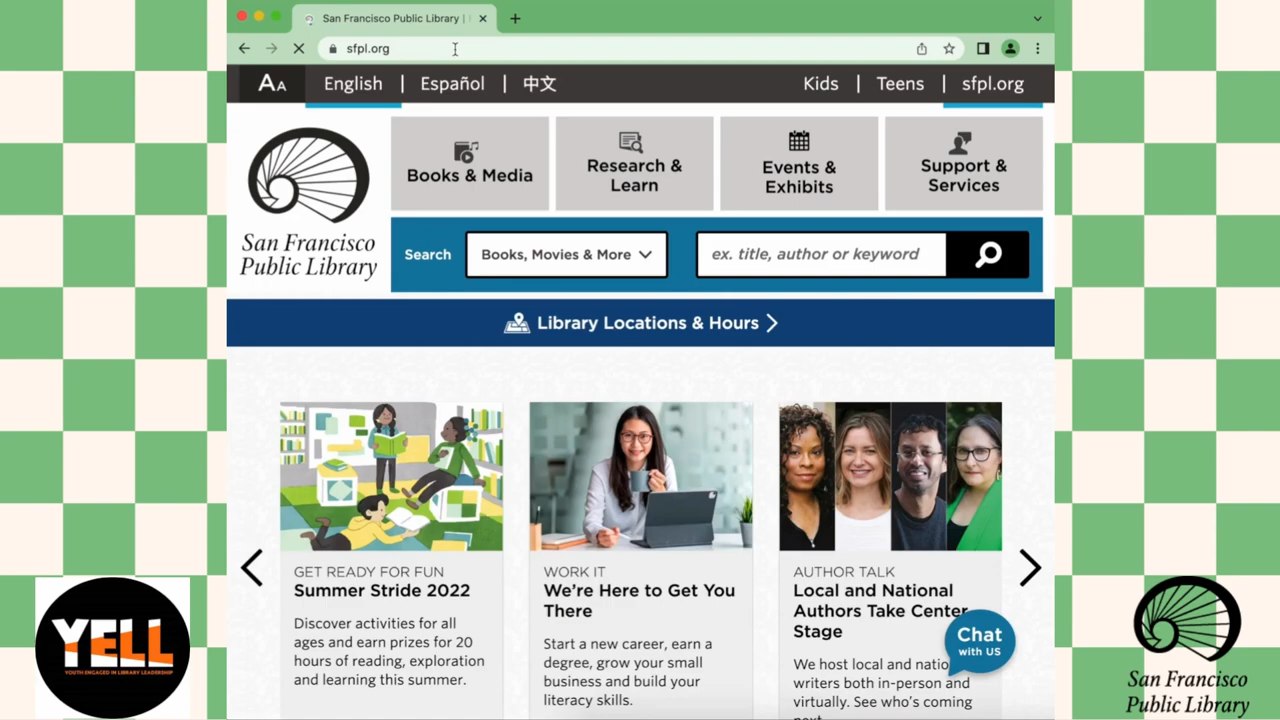 San Francisco Public Library |
sfpl.org
AA
English | Español | 中文
Kids | Teens | sfpl.org
San Francisco
Public Library
Books & Media
Research &
Learn
Events &
Exhibits
Support &
Services
Search
Books, Movies & More
ex. title, author or keyword
Library Locations & Hours
GET READY FOR FUN
Summer Stride 2022
Discover activities for all
ages and earn prizes for 20
hours of reading, exploration
and learning this summer.
WORK IT
We're Here to Get You
There
Start a new career, earn a
degree, grow your small
business and build your
literacy skills.
AUTHOR TALK
Local and National
Authors Take Center
Stage
We host local and
writers both in-person and
virtually. See who's coming
Chat
with US
YELL
YOUTH ENGAGED IN LIBRARY LEADERSHIP
San Francisco
Public Library